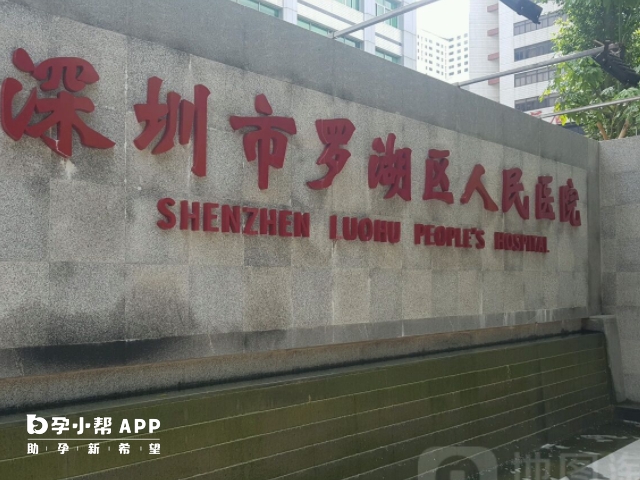 深圳市罗湖区人民医院
SHENZHEN LUOHU PEOPLE'S HOSPITAL
孕小帮 APP
助 孕 新 希 望